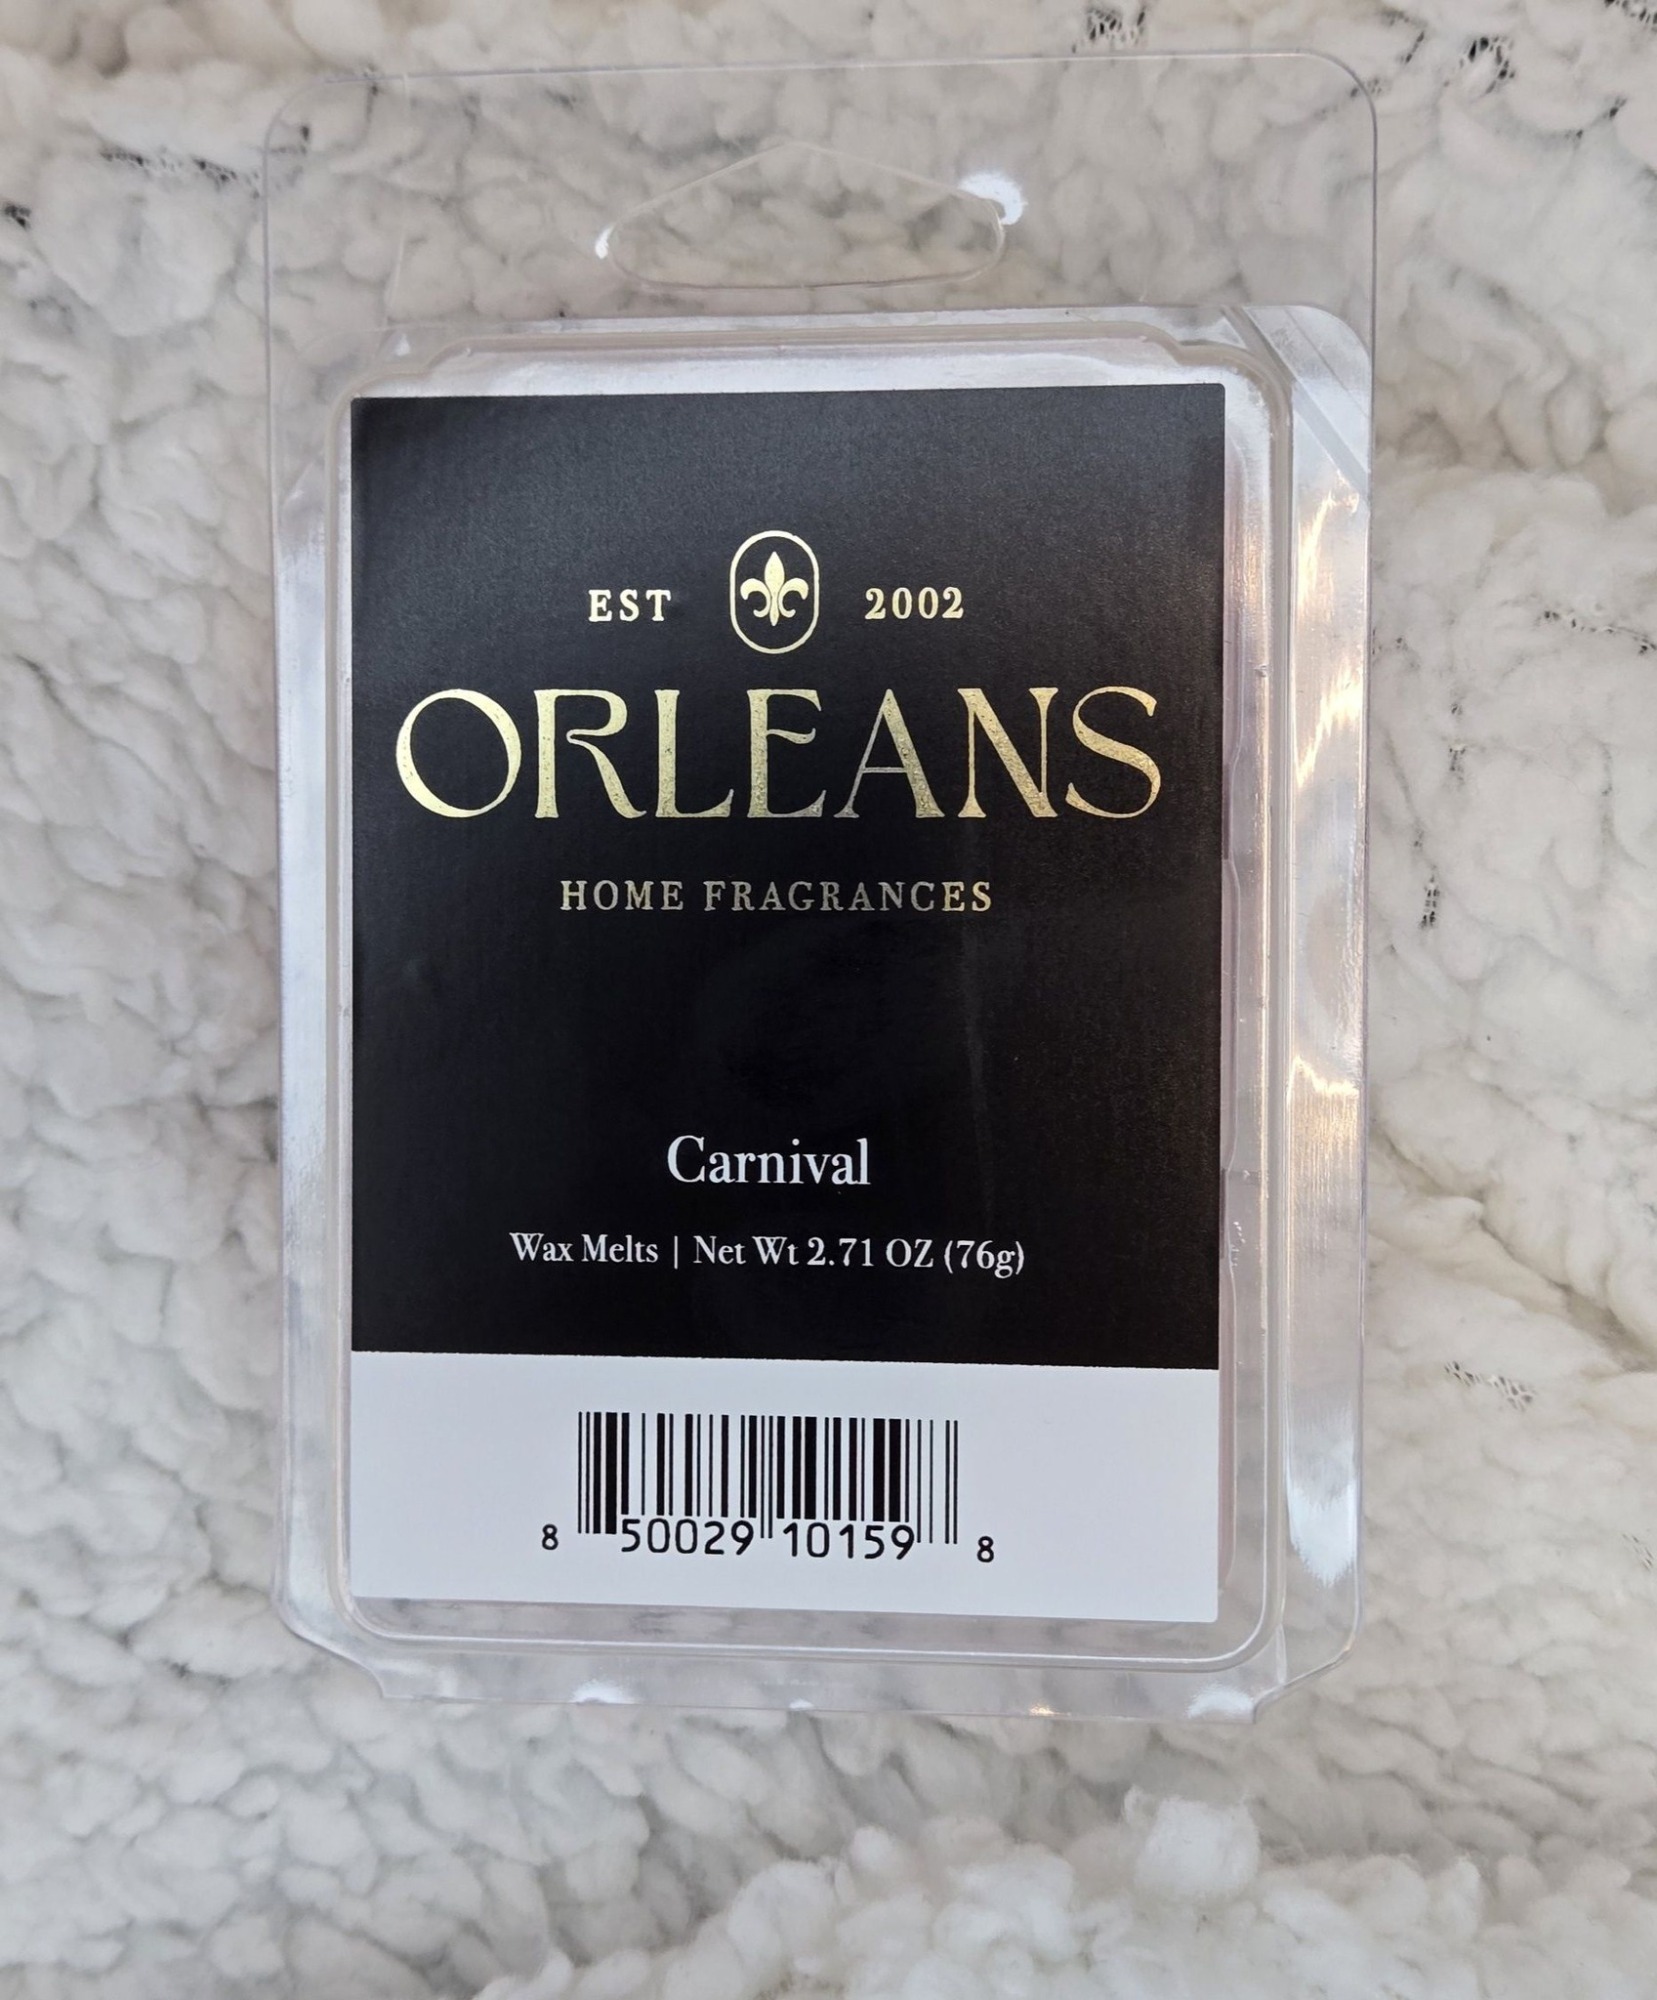 EST 2002
ORLEANS
HOME FRAGRANCES
Carnival
Wax Melts | Net Wt 2.71 OZ (76g)
8 50029 10159 8